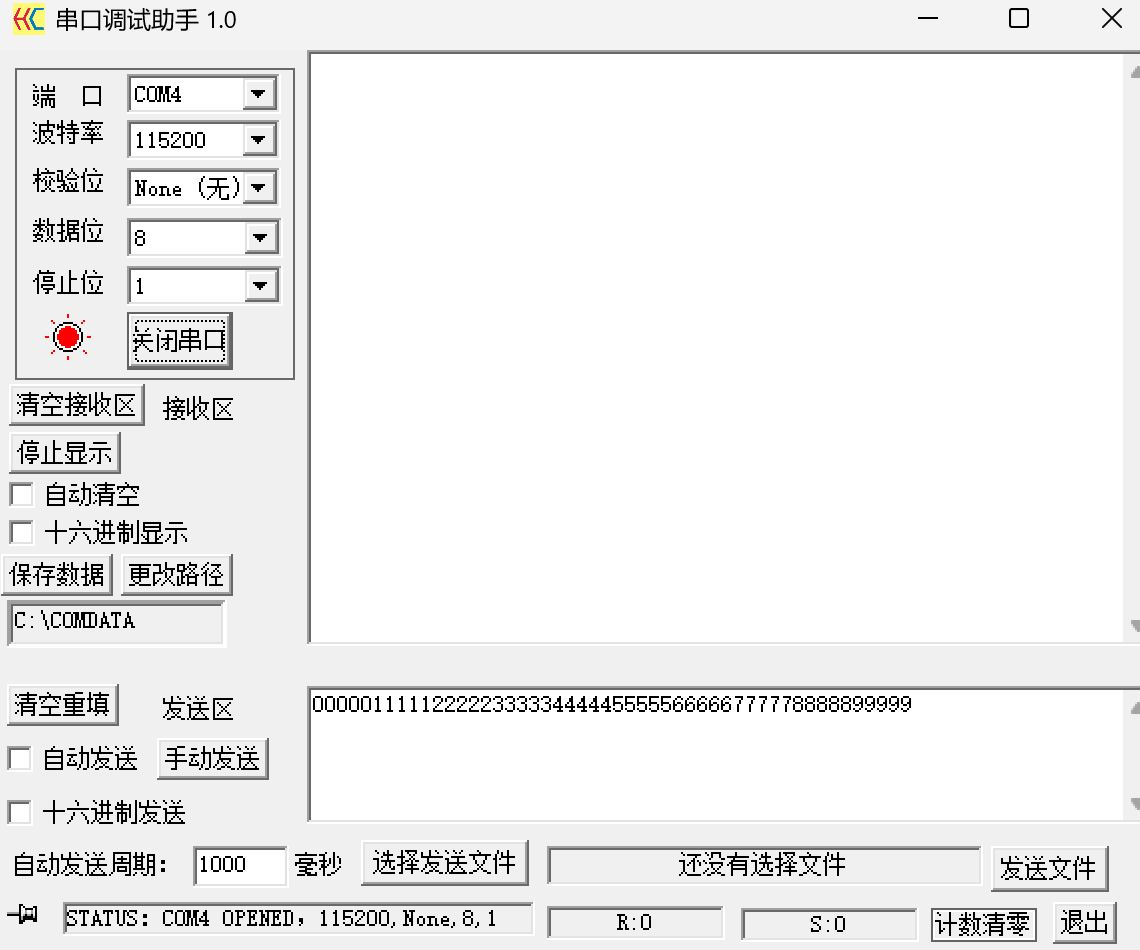 串口调试助手 1.0
端 口 COM4
波特率 115200
校验位 None (无)
数据位 8
停止位 1
关闭串口
清空接收区 接收区
停止显示
自动清空
十六进制显示
保存数据 更改路径
C:\COMDATA
清空重填 发送区
00000111112222233333444445555566666777778888899999
自动发送 手动发送
十六进制发送
自动发送周期: 1000 毫秒 选择发送文件 还没有选择文件 发送文件
STATUS: COM4 OPENED, 115200,None,8,1 R:0 S:0 计数清零 退出